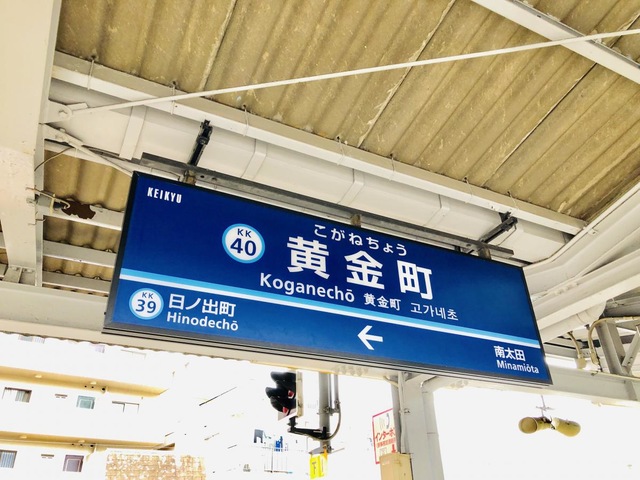 KEIKYU
KK
40
こがねちょう
黄金町
Koganechō 黄金町 고가네초
KK
39
日ノ出町
Hinodechō
←
南太田
Minamiōta